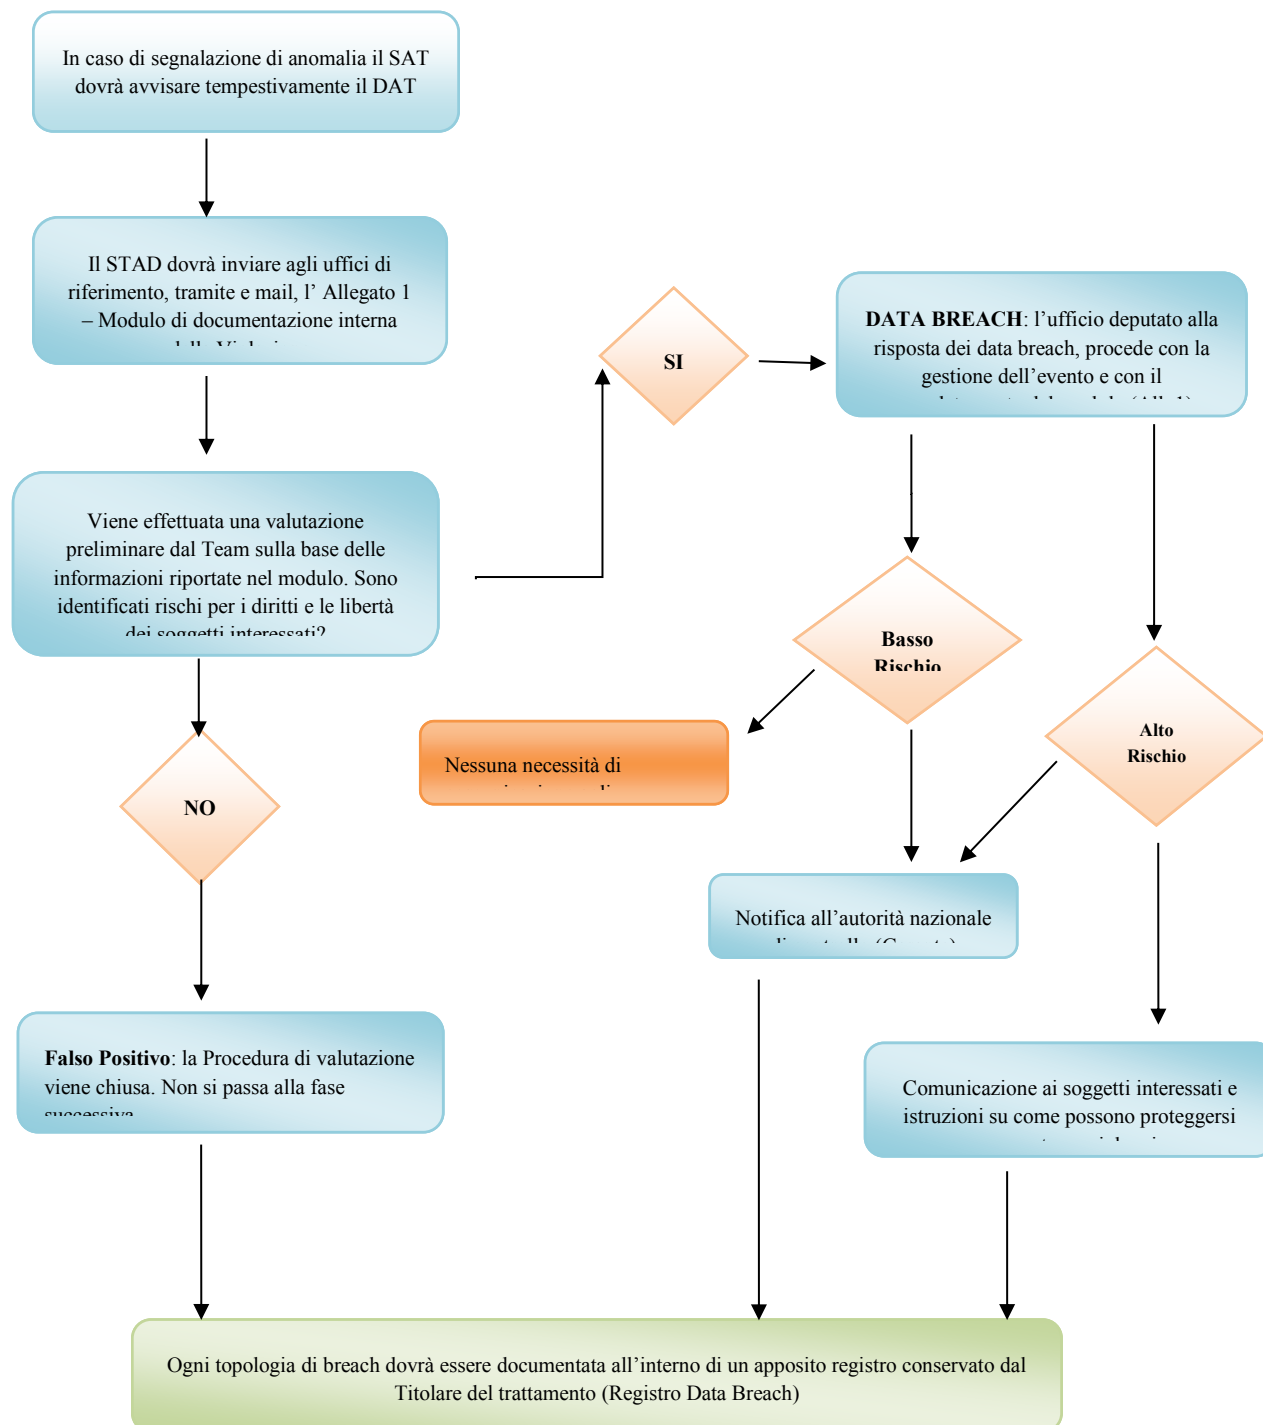 In caso di segnalazione di anomalia il SAT
dovrà avvisare tempestivamente il DAT
Il STAD dovrà inviare agli uffici di
riferimento, tramite e mail, l’ Allegato 1
– Modulo di documentazione interna
Viene effettuata una valutazione
preliminare dal Team sulla base delle
informazioni riportate nel modulo. Sono
identificati rischi per i diritti e le libertà
dei soggetti interessati?
SI
DATA BREACH: l’ufficio deputato alla
risposta dei data breach, procede con la
gestione dell’evento e con il
Basso
Rischio
Alto
Rischio
Nessuna necessità di
NO
Notifica all’autorità nazionale
Falso Positivo: la Procedura di valutazione
viene chiusa. Non si passa alla fase
successiva
Comunicazione ai soggetti interessati e
istruzioni su come possono proteggersi
Ogni topologia di breach dovrà essere documentata all’interno di un apposito registro conservato dal
Titolare del trattamento (Registro Data Breach)